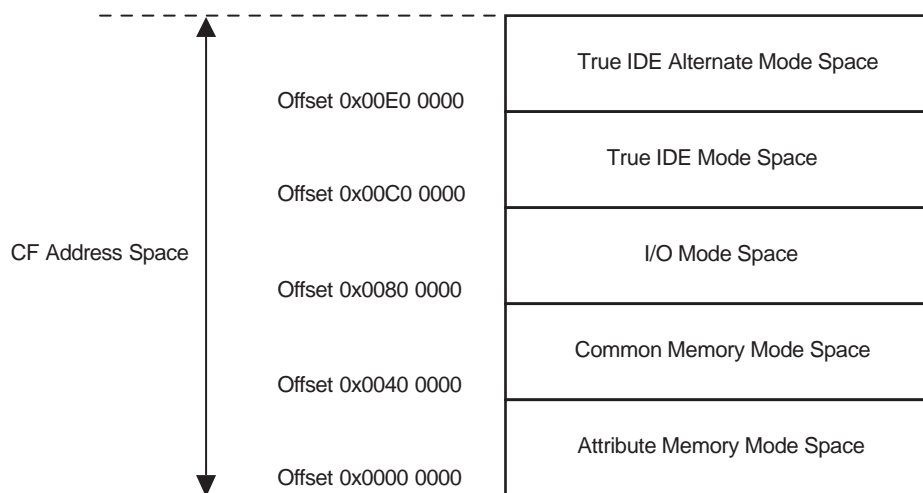 True IDE Alternate Mode Space
Offset 0x00E0 0000
True IDE Mode Space
Offset 0x00C0 0000
CF Address Space
I/O Mode Space
Offset 0x0080 0000
Common Memory Mode Space
Offset 0x0040 0000
Attribute Memory Mode Space
Offset 0x0000 0000